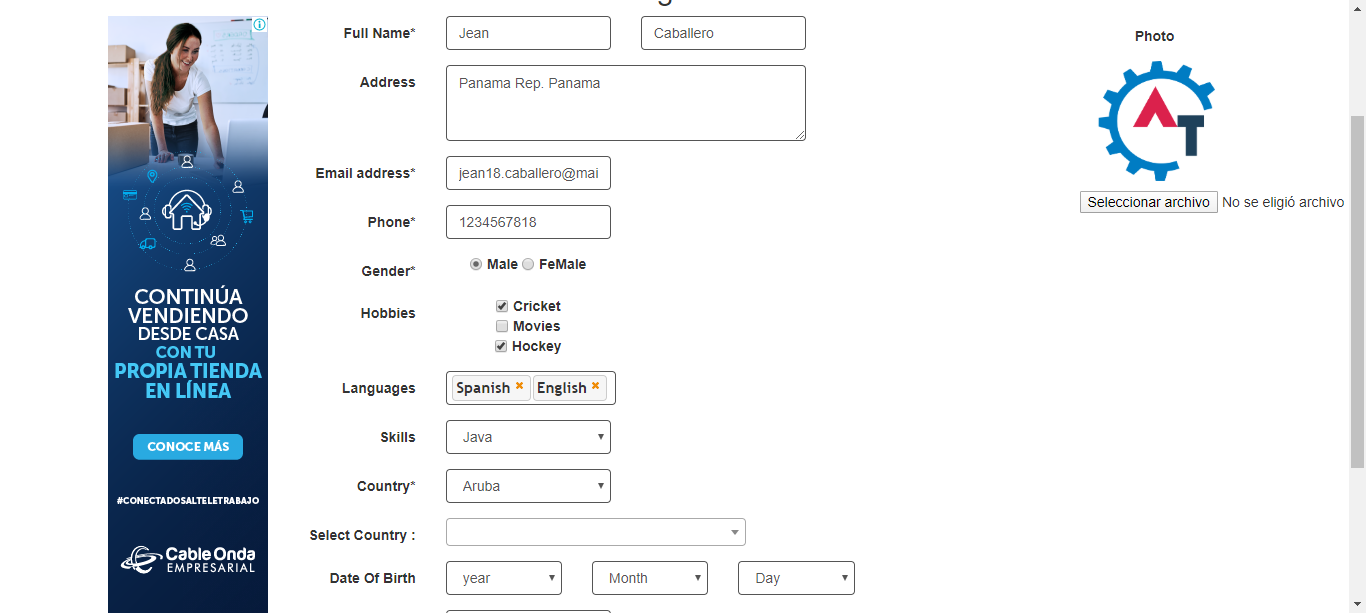 Full Name*
Jean
Caballero
Photo
Address
Panama Rep. Panama
Email address*
jean18.caballero@mai
Seleccionar archivo No se eligió archivo
Phone*
1234567818
Gender*
Male FeMale
Hobbies
Cricket
Movies
Hockey
Languages
Spanish × English ×
Skills
Java
Country*
Aruba
Select Country :
Date Of Birth
year
Month
Day
CONTINÚA
VENDIENDO
DESDE CASA
CON TU
PROPIA TIENDA
EN LÍNEA
CONOCE MÁS
#CONECTADOSALTELETRABAJO
Cable Onda
EMPRESARIAL